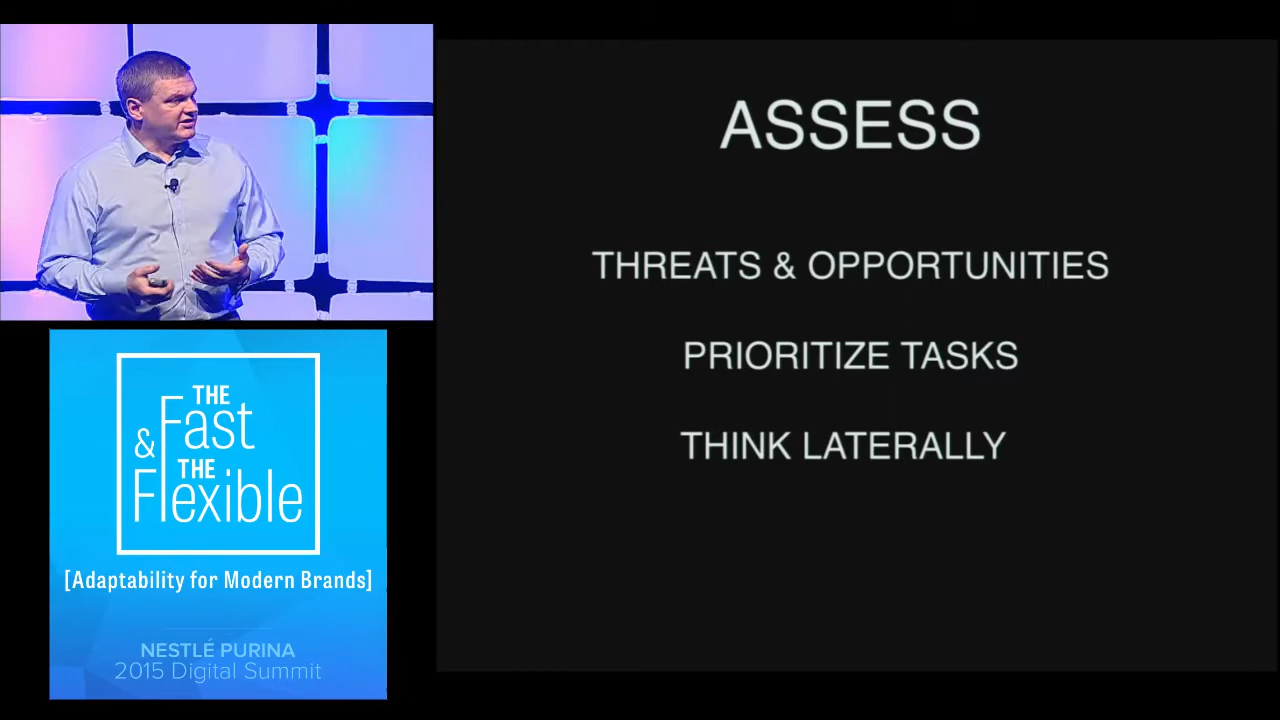 ASSESS
THREATS & OPPORTUNITIES
PRIORITIZE TASKS
THINK LATERALLY
THE
& Fast
THE
Flexible
[Adaptability for Modern Brands]
NESTLÉ PURINA
2015 Digital Summit